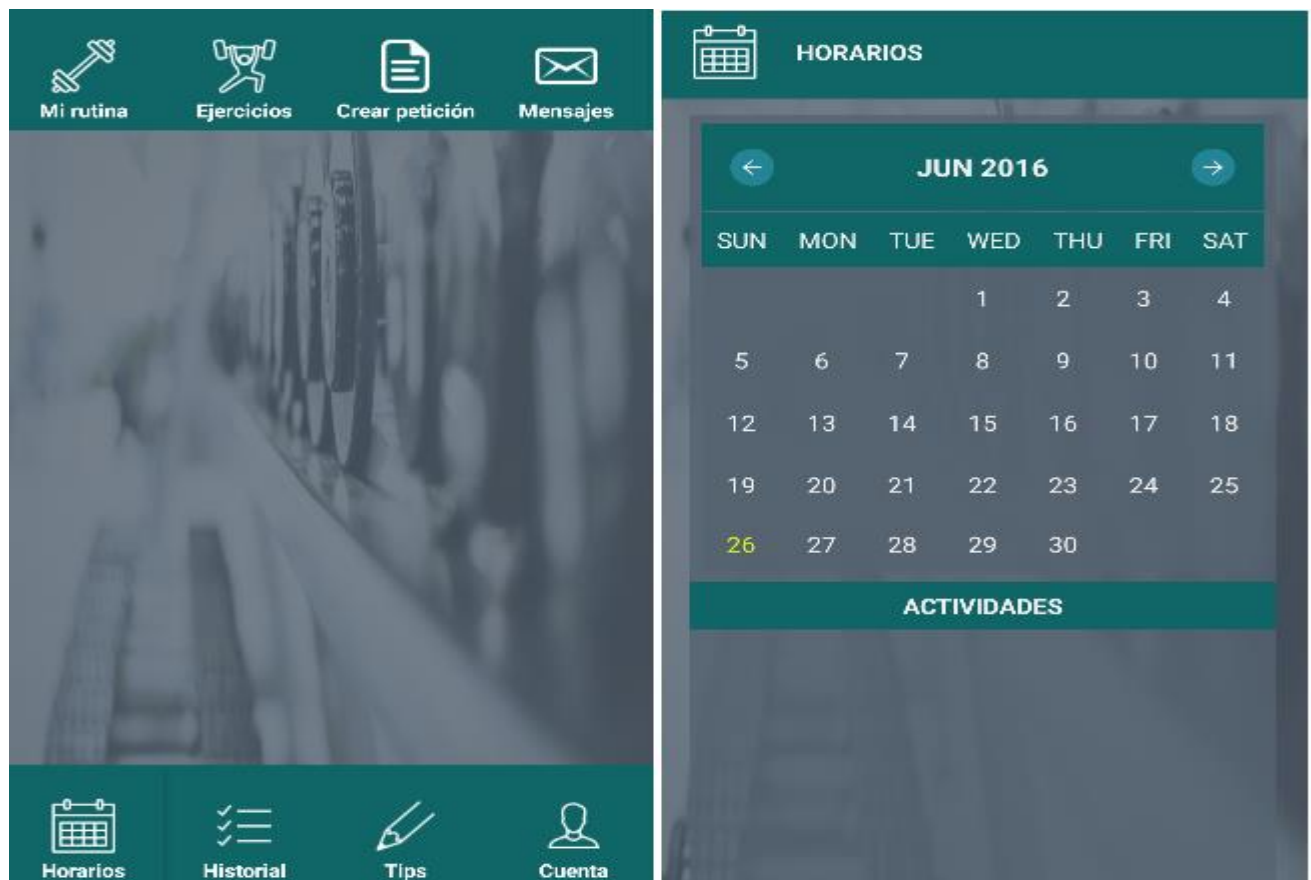 Mi rutina Ejercicios Crear petición Mensajes
Horarios Historial Tips Cuenta
HORARIOS
JUN 2016
SUN MON TUE WED THU FRI SAT
1 2 3 4
5 6 7 8 9 10 11
12 13 14 15 16 17 18
19 20 21 22 23 24 25
26 27 28 29 30
ACTIVIDADES